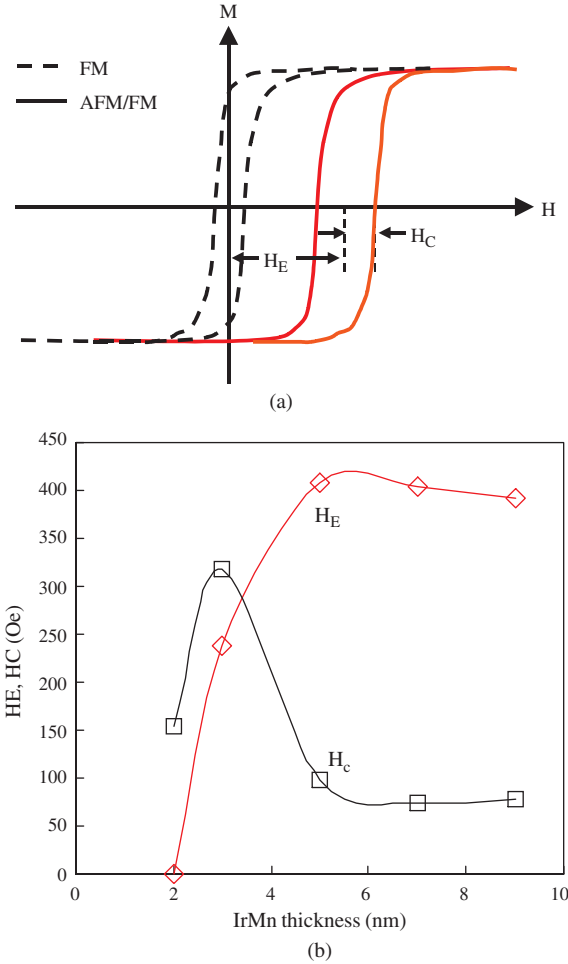 M
FM
AFM/FM
H
H_E
H_C
(a)
450
400
350
300
250
200
150
100
50
0
HE, HC (Oe)
H_E
H_c
0 2 4 6 8 10
IrMn thickness (nm)
(b)